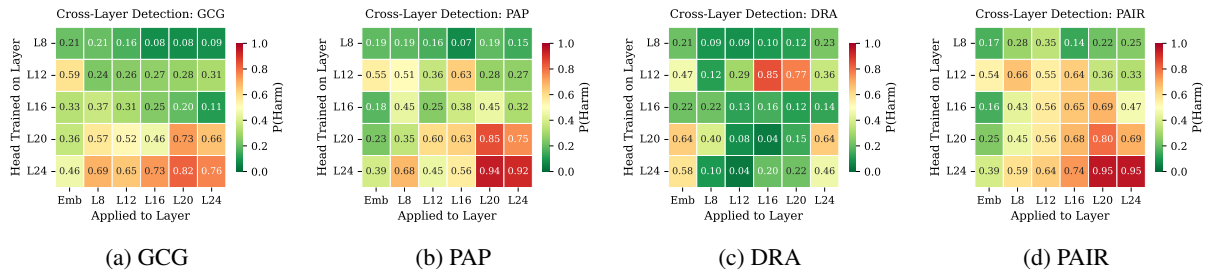 Cross-Layer Detection: GCG
Head Trained on Layer
L8 0.21 0.21 0.16 0.08 0.08 0.09
L12 0.59 0.24 0.26 0.27 0.28 0.31
L16 0.33 0.37 0.31 0.25 0.20 0.11
L20 0.36 0.57 0.52 0.46 0.73 0.66
L24 0.46 0.69 0.65 0.73 0.82 0.76
Emb L8 L12 L16 L20 L24
Applied to Layer
1.0
0.8
0.6
0.4
0.2
0.0
P(Harm)
(a) GCG
Cross-Layer Detection: PAP
Head Trained on Layer
L8 0.19 0.19 0.16 0.07 0.19 0.15
L12 0.55 0.51 0.36 0.63 0.28 0.27
L16 0.18 0.45 0.25 0.38 0.45 0.32
L20 0.23 0.35 0.60 0.63 0.85 0.75
L24 0.39 0.68 0.45 0.56 0.94 0.92
Emb L8 L12 L16 L20 L24
Applied to Layer
1.0
0.8
0.6
0.4
0.2
0.0
P(Harm)
(b) PAP
Cross-Layer Detection: DRA
Head Trained on Layer
L8 0.21 0.09 0.09 0.10 0.12 0.23
L12 0.47 0.12 0.29 0.85 0.77 0.36
L16 0.22 0.22 0.13 0.16 0.12 0.14
L20 0.64 0.40 0.08 0.04 0.15 0.64
L24 0.58 0.10 0.04 0.20 0.22 0.46
Emb L8 L12 L16 L20 L24
Applied to Layer
1.0
0.8
0.6
0.4
0.2
0.0
P(Harm)
(c) DRA
Cross-Layer Detection: PAIR
Head Trained on Layer
L8 0.17 0.28 0.35 0.14 0.22 0.25
L12 0.54 0.66 0.55 0.64 0.36 0.33
L16 0.16 0.43 0.56 0.65 0.69 0.47
L20 0.25 0.45 0.56 0.68 0.80 0.69
L24 0.39 0.59 0.64 0.74 0.95 0.95
Emb L8 L12 L16 L20 L24
Applied to Layer
1.0
0.8
0.6
0.4
0.2
0.0
P(Harm)
(d) PAIR